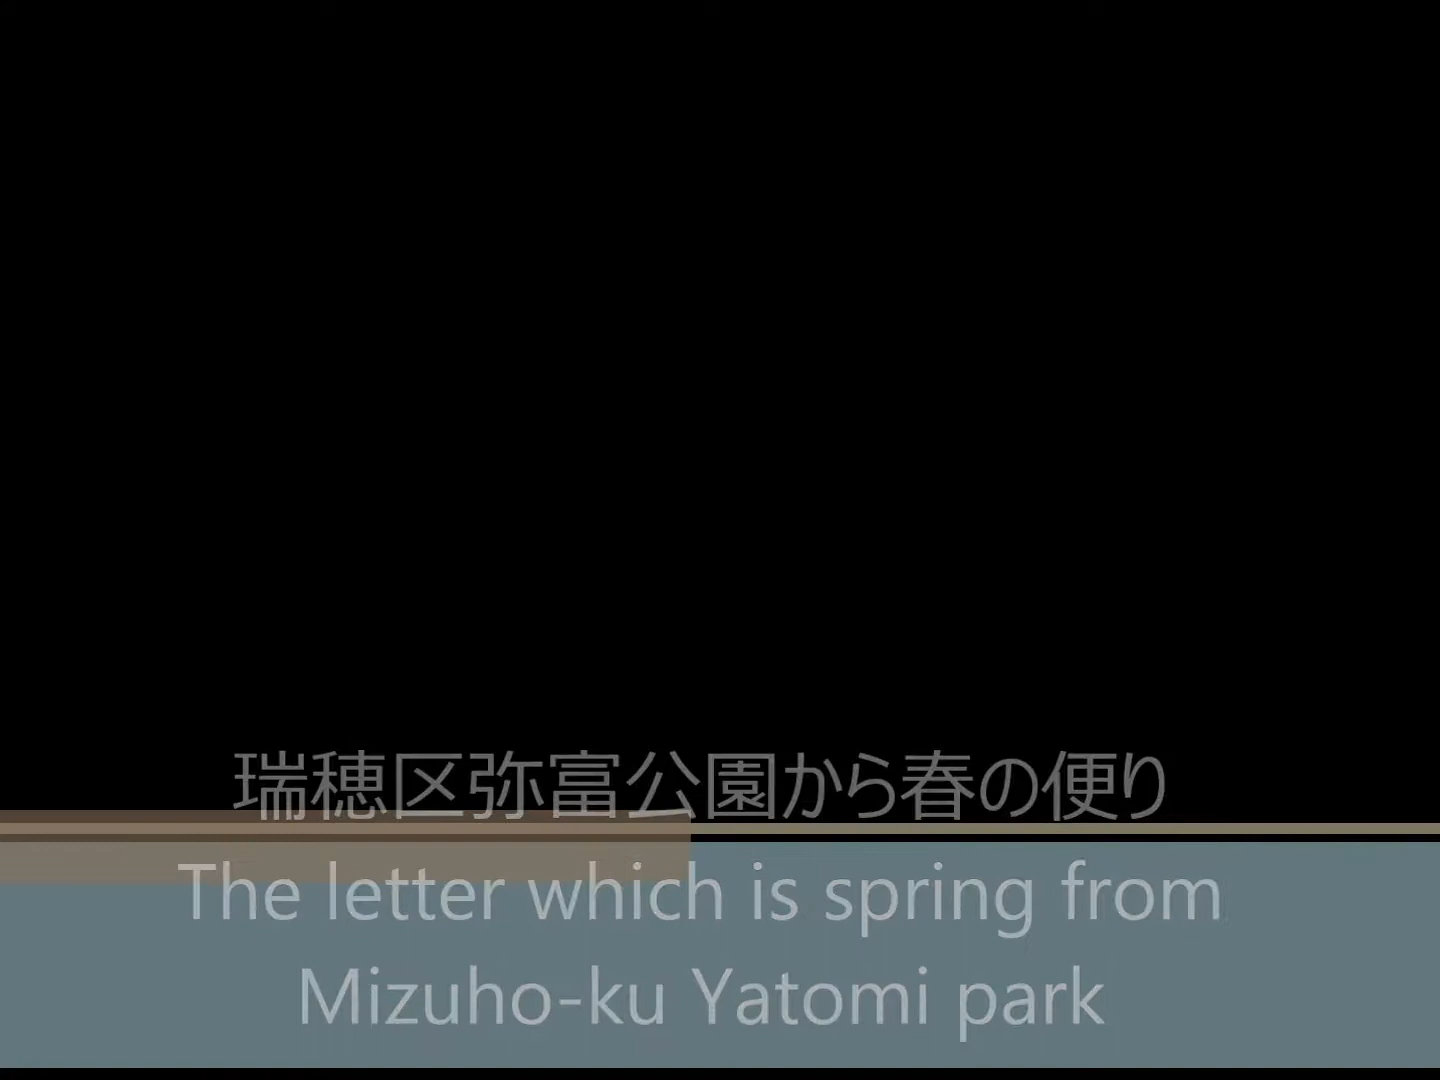 瑞穂区弥富公園から春の便り
The letter which is spring from
Mizuho-ku Yatomi park